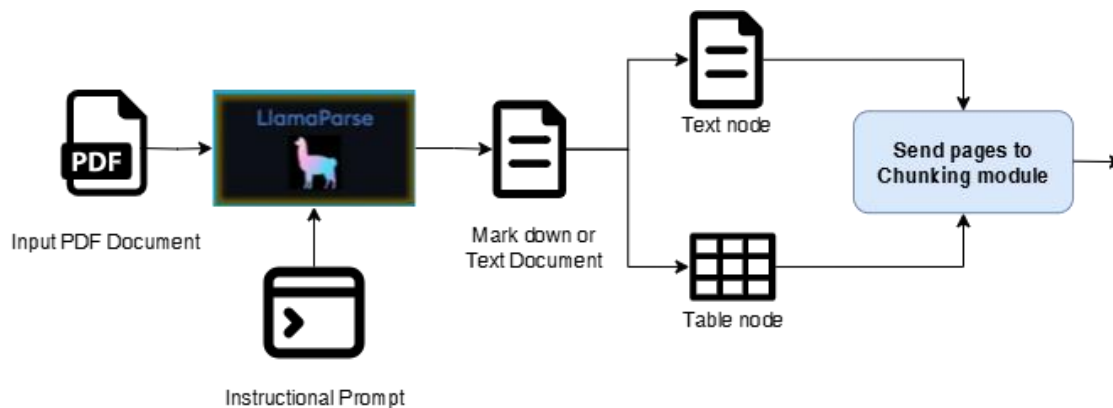 LlamaParse
PDF
Input PDF Document
Instructional Prompt
Mark down or
Text Document
Text node
Table node
Send pages to
Chunking module